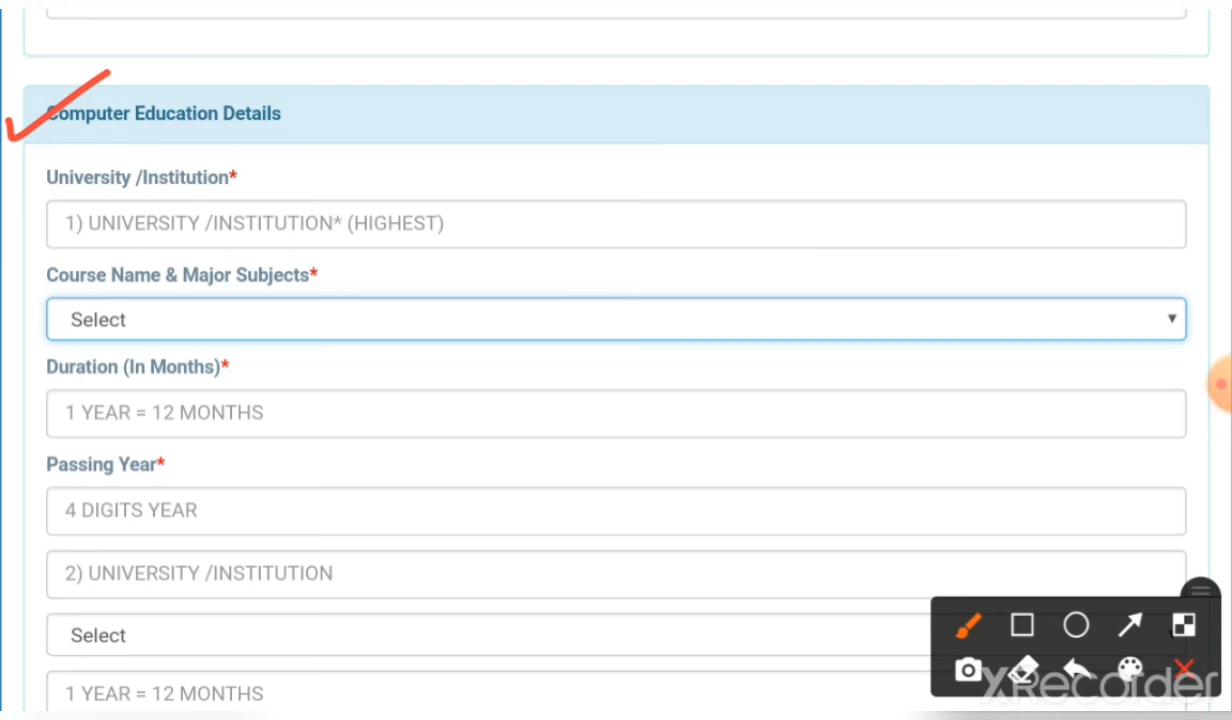 Computer Education Details
University /Institution*
1) UNIVERSITY /INSTITUTION* (HIGHEST)
Course Name & Major Subjects*
Select
Duration (In Months)*
1 YEAR = 12 MONTHS
Passing Year*
4 DIGITS YEAR
2) UNIVERSITY /INSTITUTION
Select
1 YEAR = 12 MONTHS
XRecorder